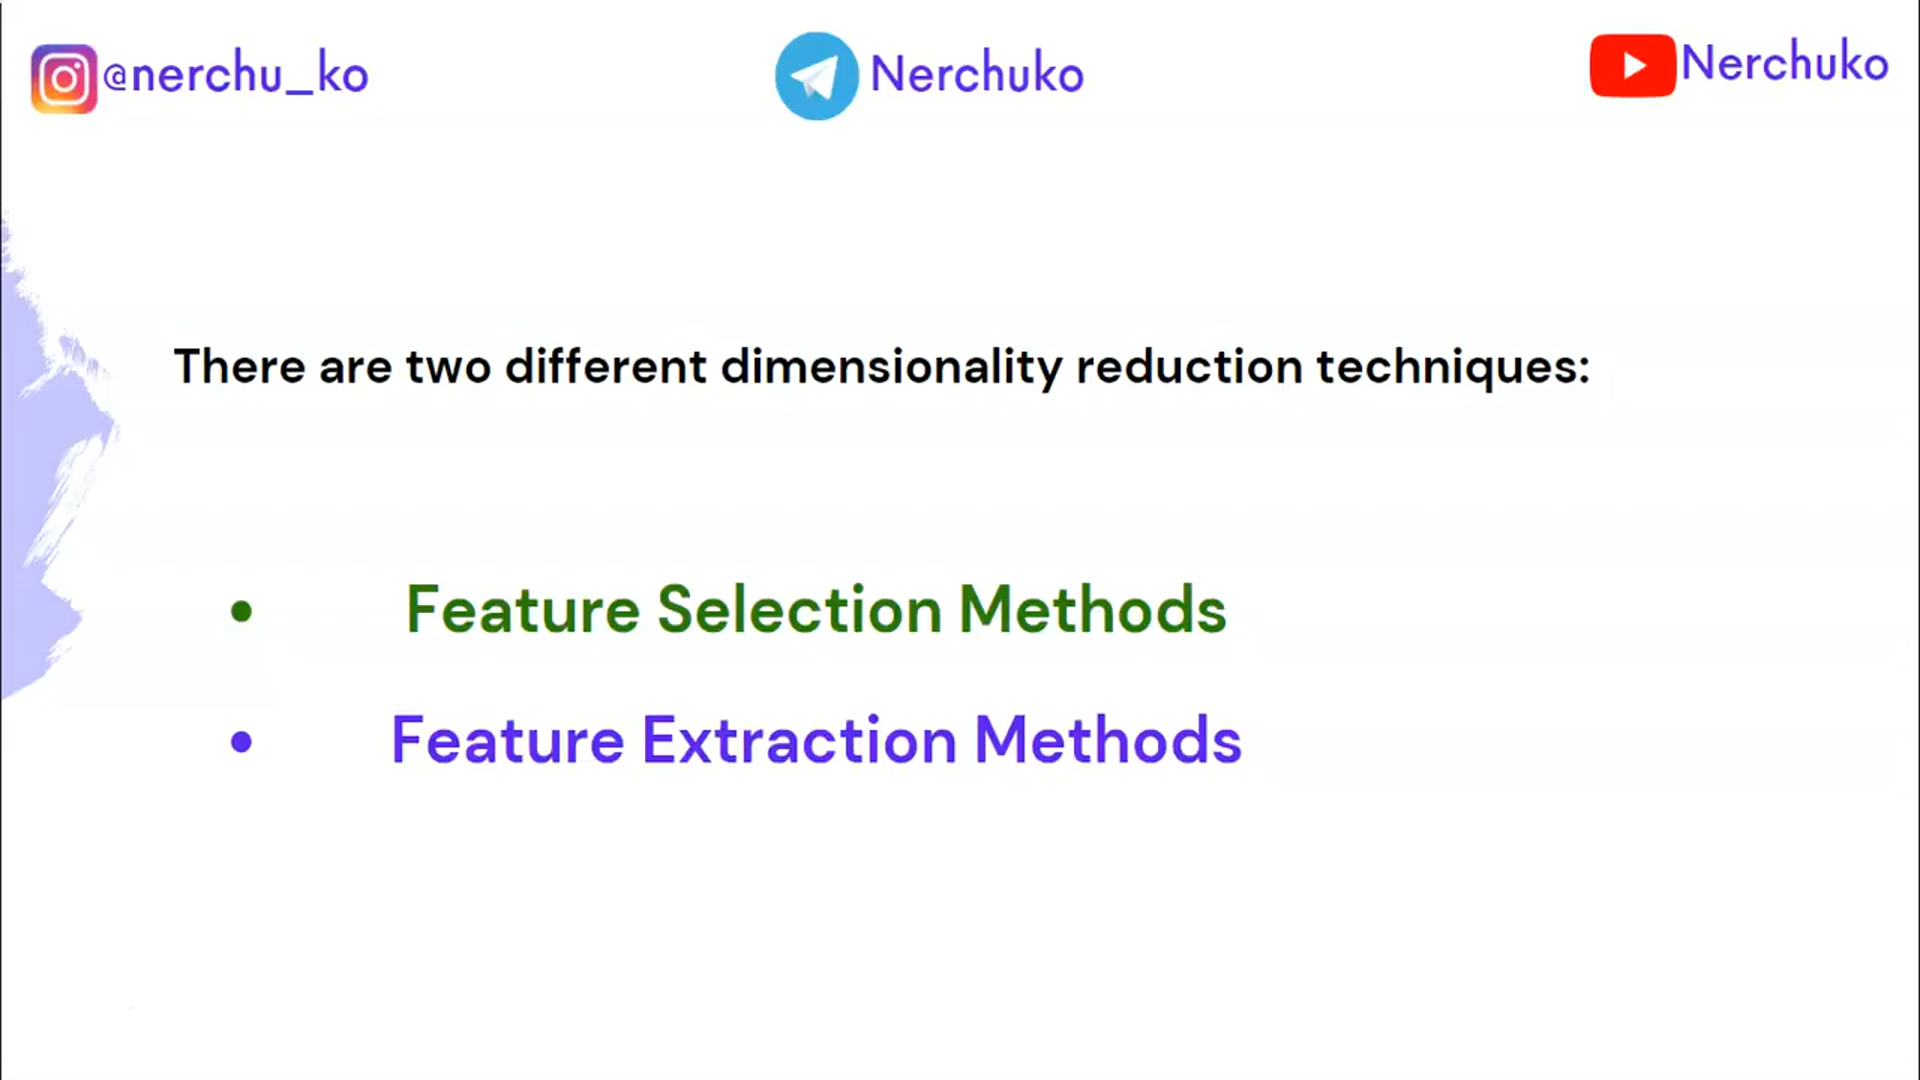 @nerchu_ko
Nerchuko
Nerchuko
There are two different dimensionality reduction techniques:
• Feature Selection Methods
• Feature Extraction Methods